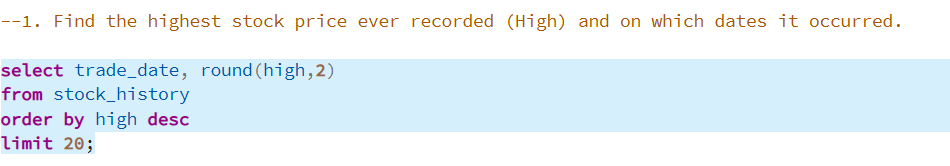 --1. Find the highest stock price ever recorded (High) and on which dates it occurred.
select trade_date, round(high,2)
from stock_history
order by high desc
limit 20;